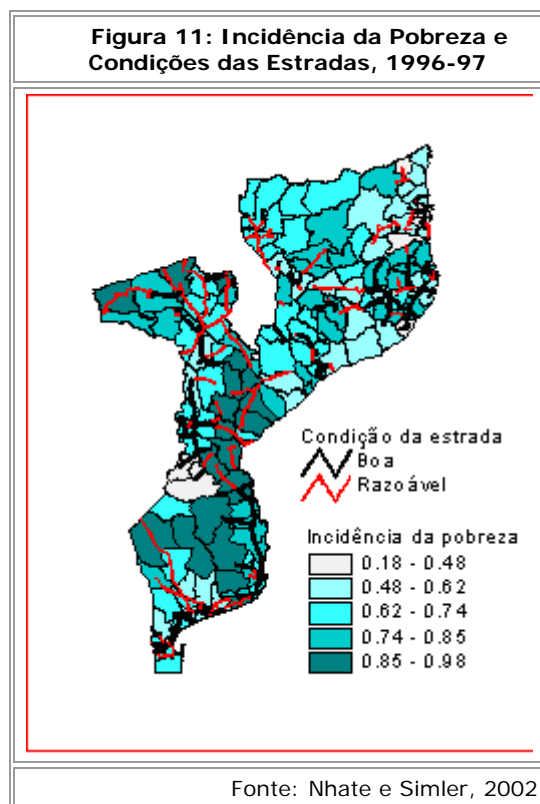 Figura 11: Incidência da Pobreza e
Condições das Estradas, 1996-97
Condição da estrada
Boa
Razoável
Incidência da pobreza
0.18 - 0.48
0.48 - 0.62
0.62 - 0.74
0.74 - 0.85
0.85 - 0.98
Fonte: Nhate e Simler, 2002